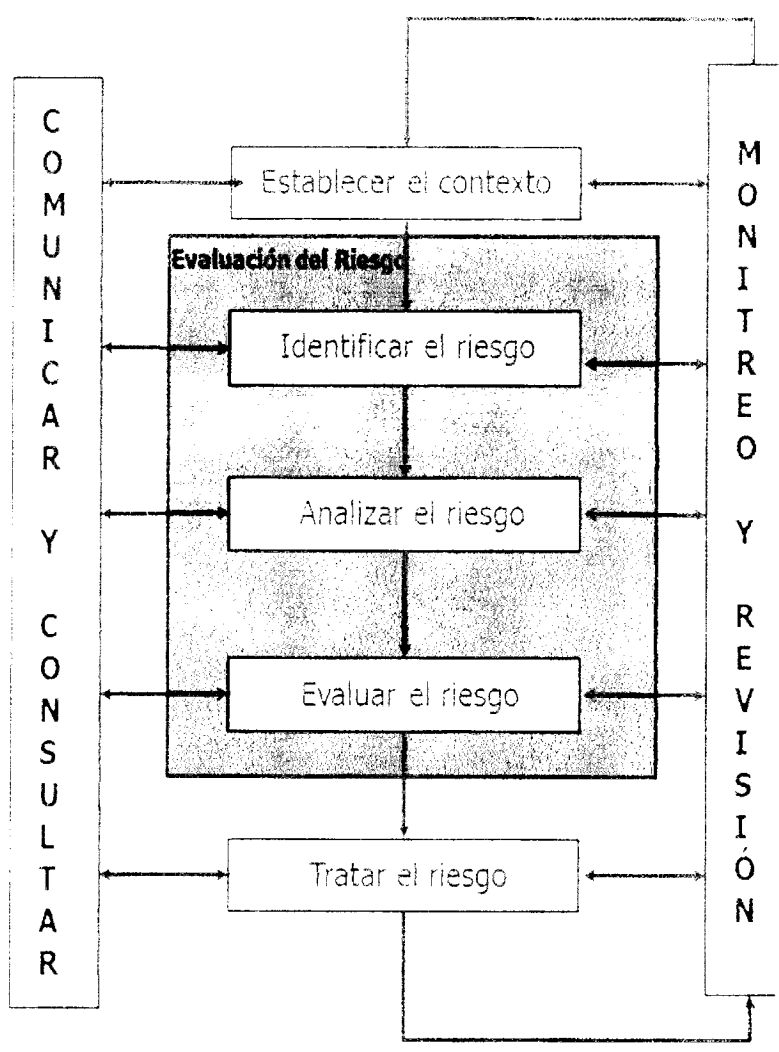 COMUNICAR Y CONSULTAR
Establecer el contexto
Evaluación del Riesgo
Identificar el riesgo
Analizar el riesgo
Evaluar el riesgo
Tratar el riesgo
MONITREO Y REVISIÓN